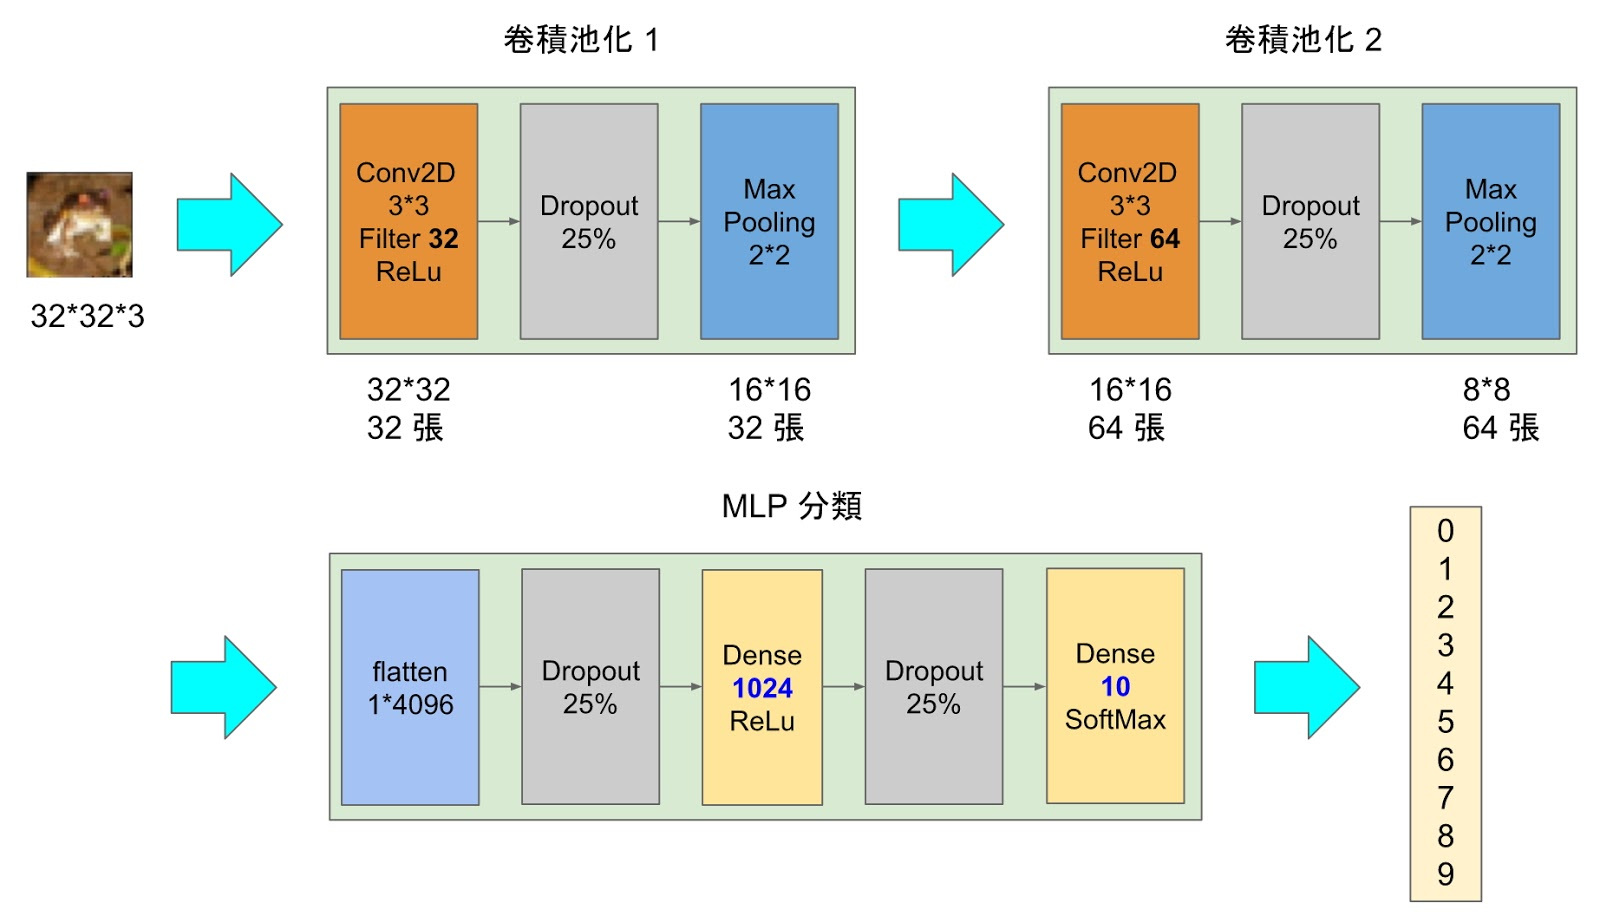 卷積池化 1
卷積池化 2
32*32*3
Conv2D
3*3
Filter 32
ReLu
Dropout
25%
Max
Pooling
2*2
Conv2D
3*3
Filter 64
ReLu
Dropout
25%
Max
Pooling
2*2
32*32
32 張
16*16
32 張
16*16
64 張
8*8
64 張
MLP 分類
flatten
1*4096
Dropout
25%
Dense
1024
ReLu
Dropout
25%
Dense
10
SoftMax
0
1
2
3
4
5
6
7
8
9